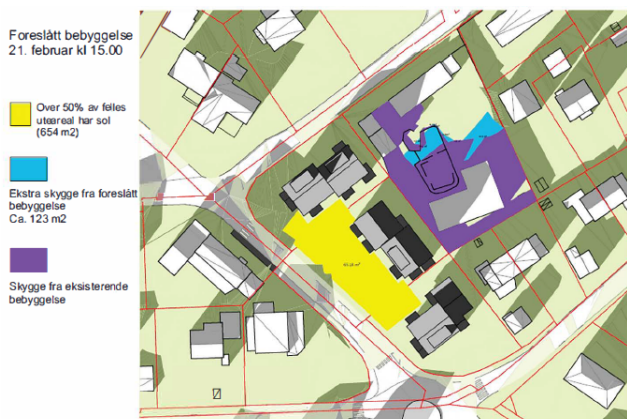 Foreslått bebyggelse
21. februar kl 15.00
Over 50% av felles
uteareal har sol
(654 m2)
Ekstra skygge fra foreslått
bebyggelse
Ca. 123 m2
Skygge fra eksisterende
bebyggelse